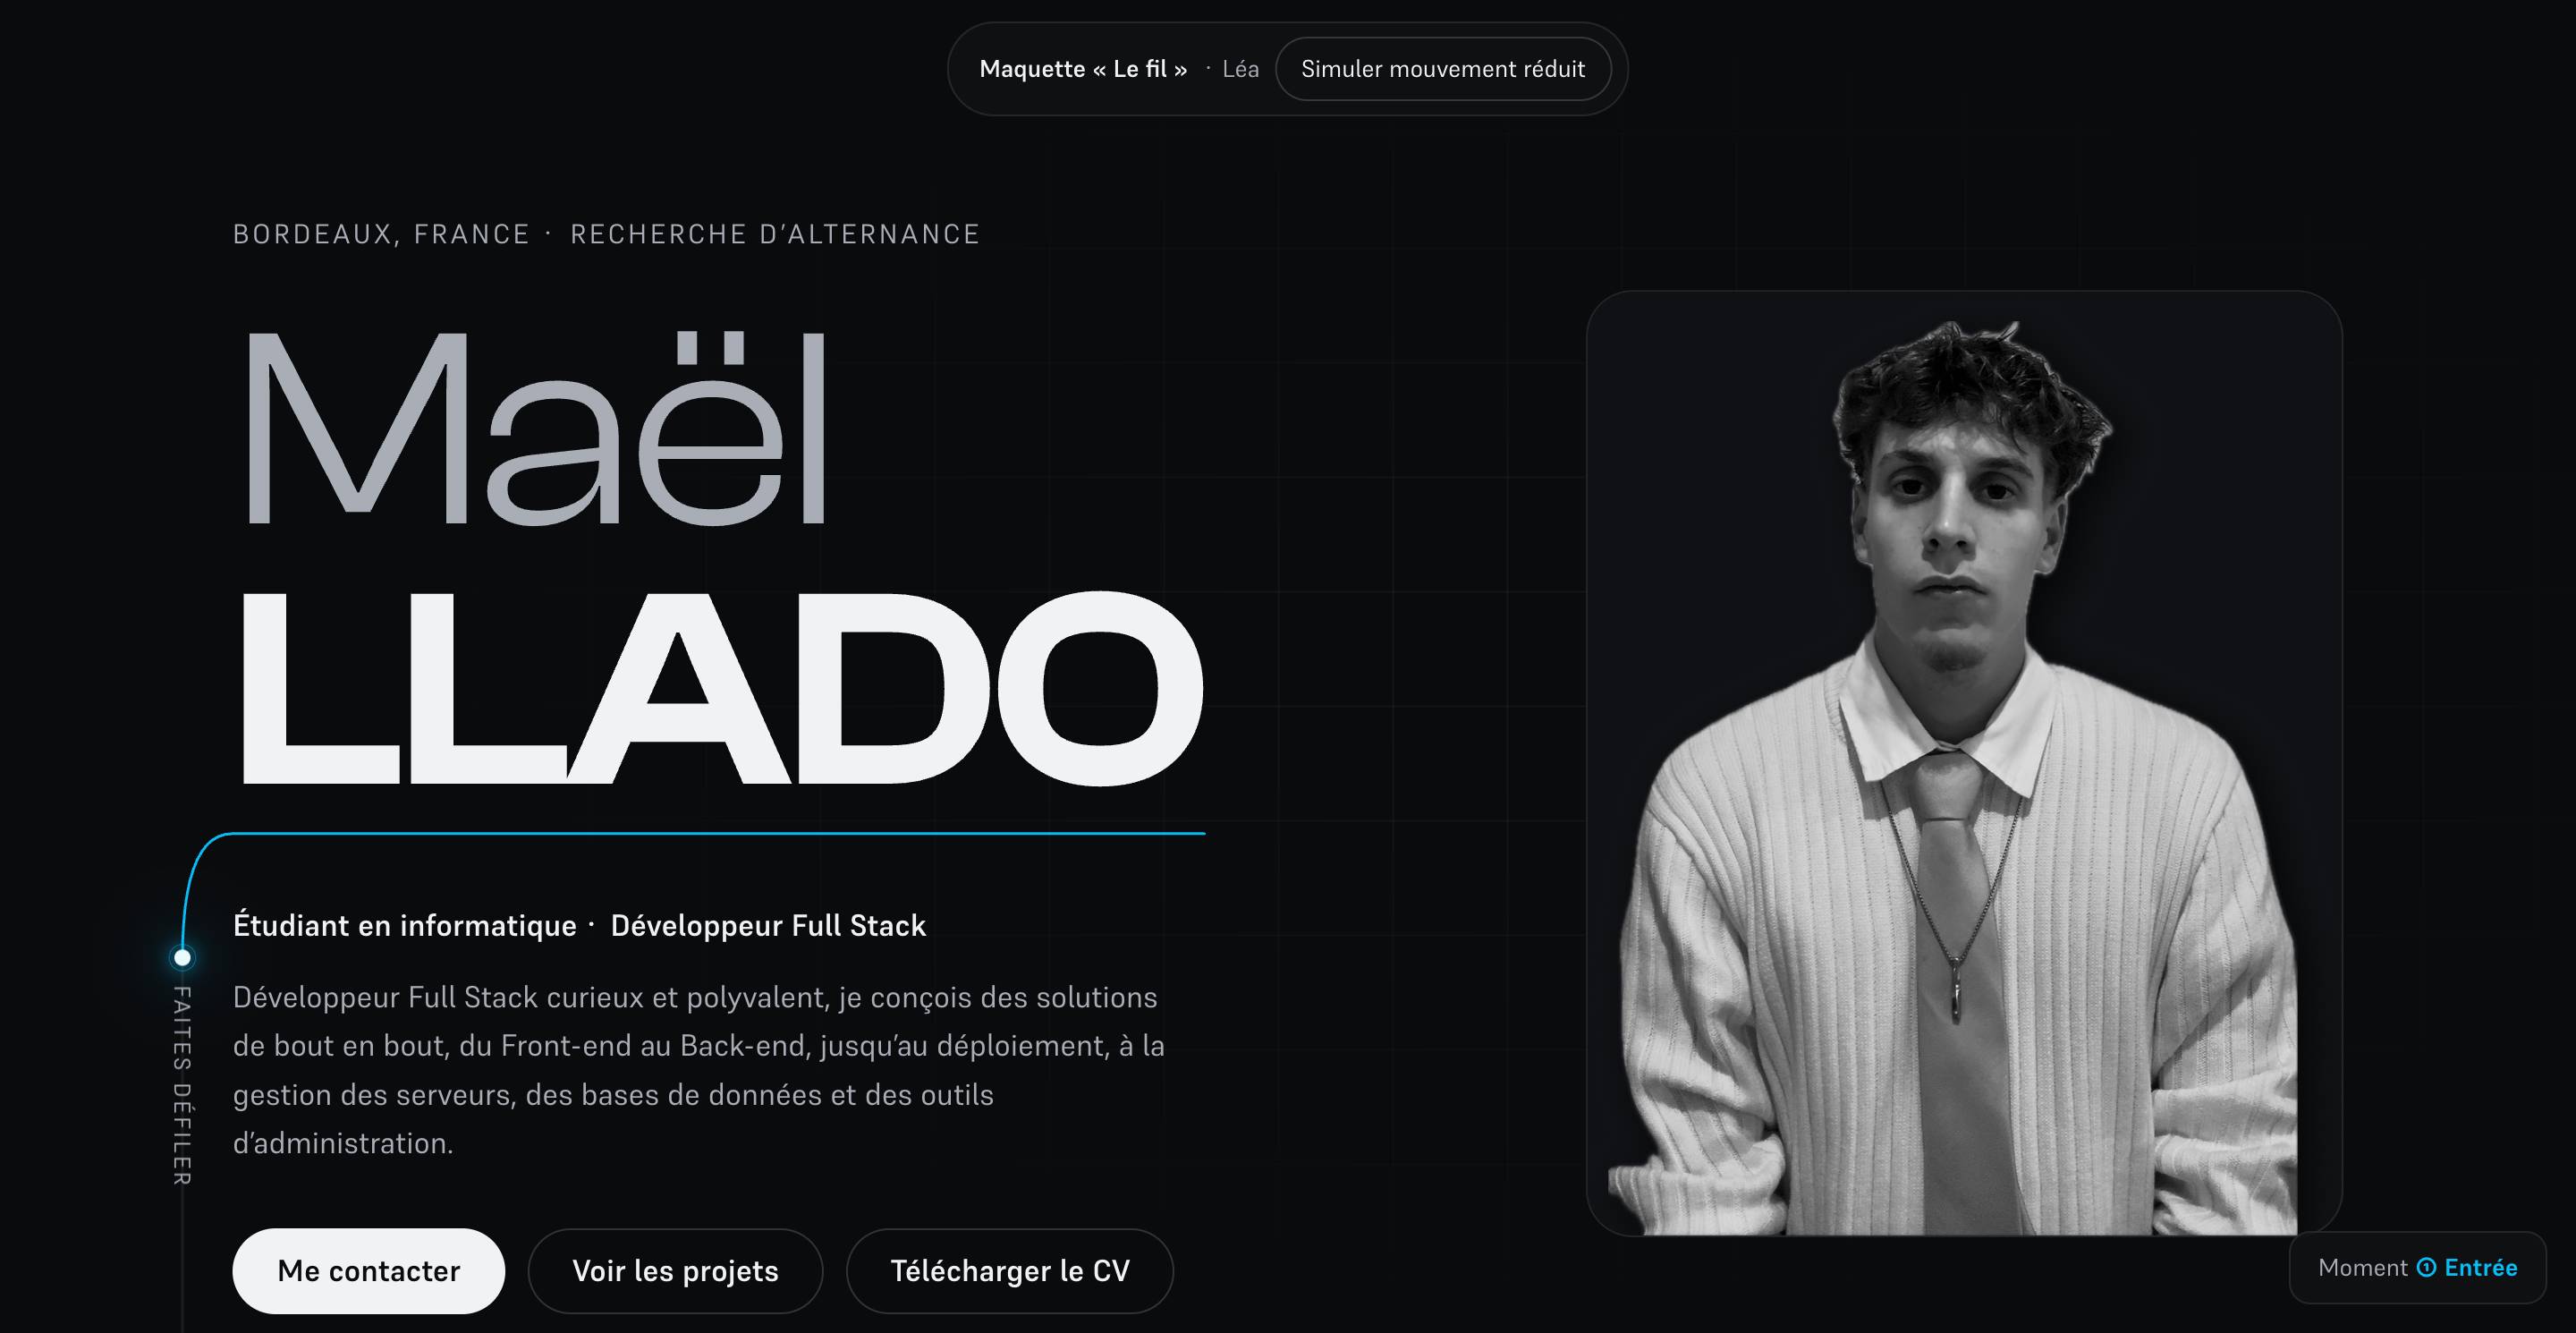 Maquette « Le fil » · Léa Simuler mouvement réduit
BORDEAUX, FRANCE · RECHERCHE D’ALTERNANCE
Maël
LLADO
Étudiant en informatique · Développeur Full Stack
Développeur Full Stack curieux et polyvalent, je conçois des solutions
de bout en bout, du Front-end au Back-end, jusqu’au déploiement, à la
gestion des serveurs, des bases de données et des outils
d’administration.
FAITES DÉFILER
Me contacter
Voir les projets
Télécharger le CV
Moment ① Entrée